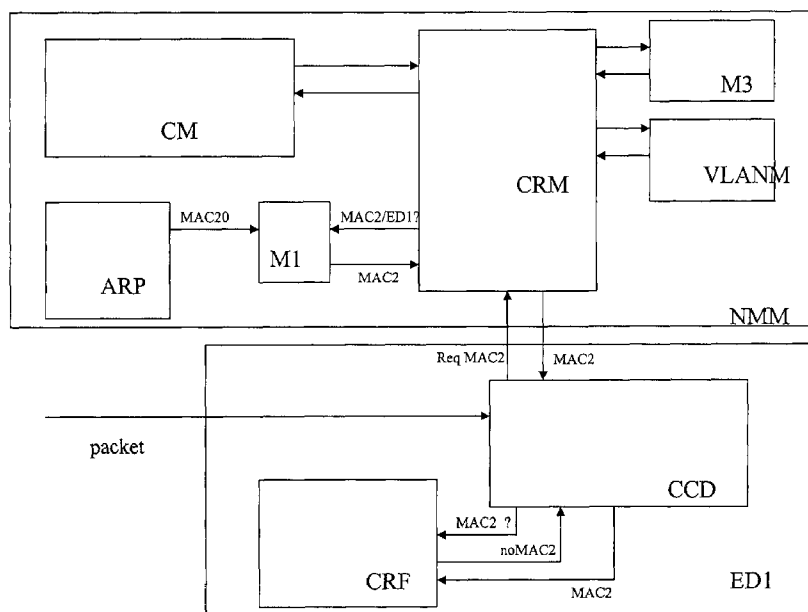 M3
CM
CRM
VLANM
MAC20
MAC2/ED1?
M1
MAC2
ARP
NMM
Req MAC2
MAC2
packet
CCD
MAC2 ?
noMAC2
CRF
MAC2
ED1